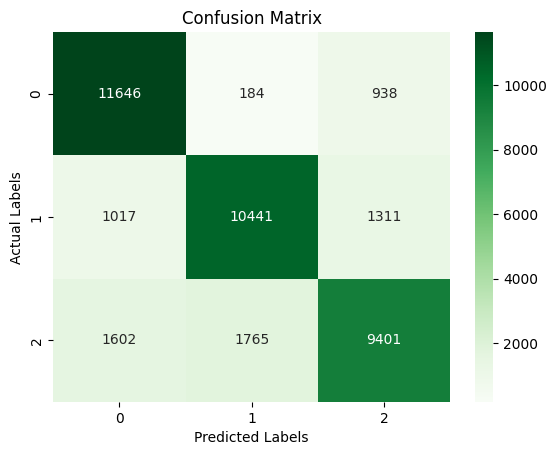 Confusion Matrix
0 11646 184 938
1 1017 10441 1311
2 1602 1765 9401
0 1 2
Actual Labels
Predicted Labels
10000
8000
6000
4000
2000